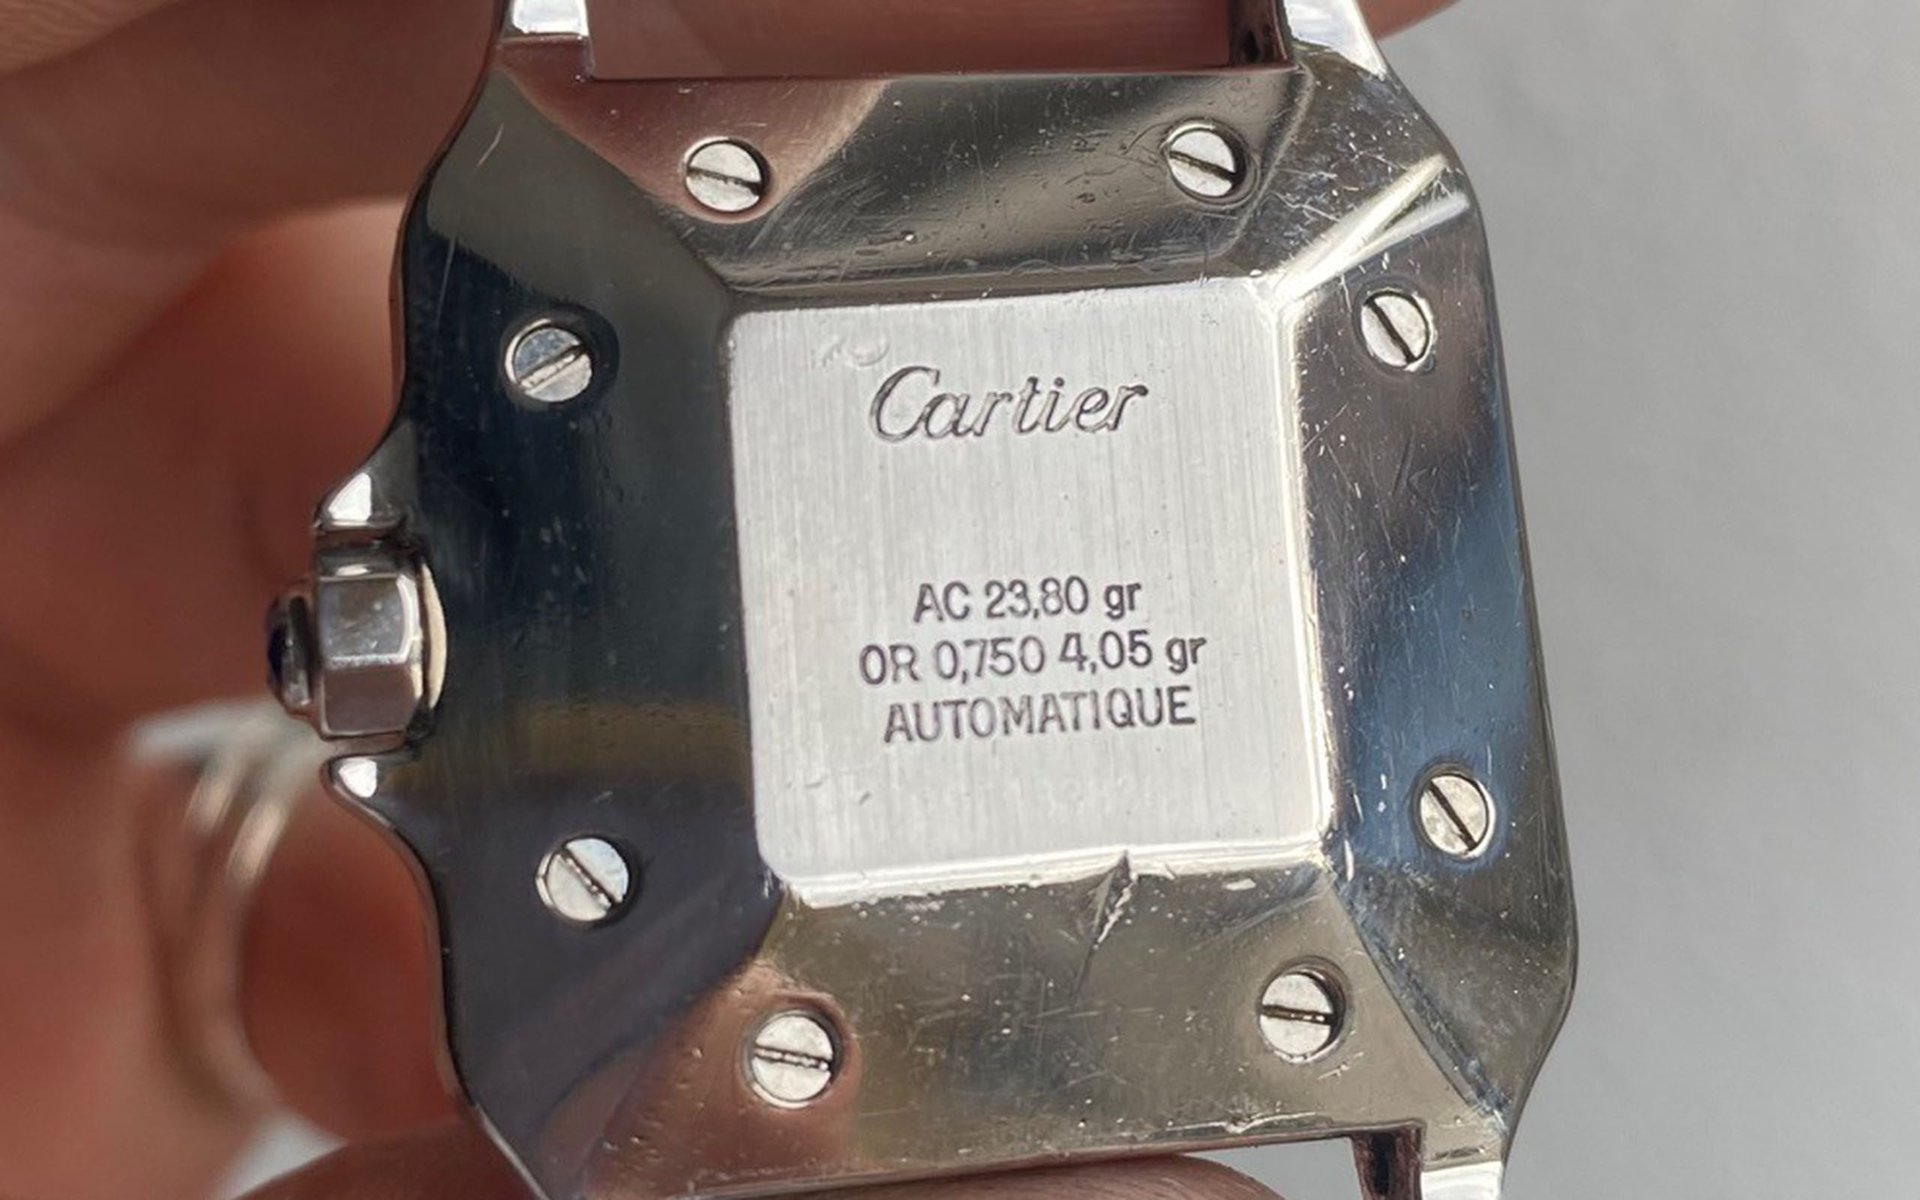 Cartier
AC 23,80 gr
OR 0,750 4,05 gr
AUTOMATIQUE